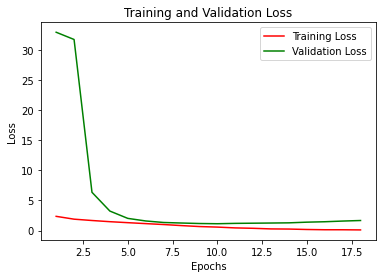 Training and Validation Loss
Training Loss
Validation Loss
Loss
30
25
20
15
10
5
0
2.5 5.0 7.5 10.0 12.5 15.0 17.5
Epochs